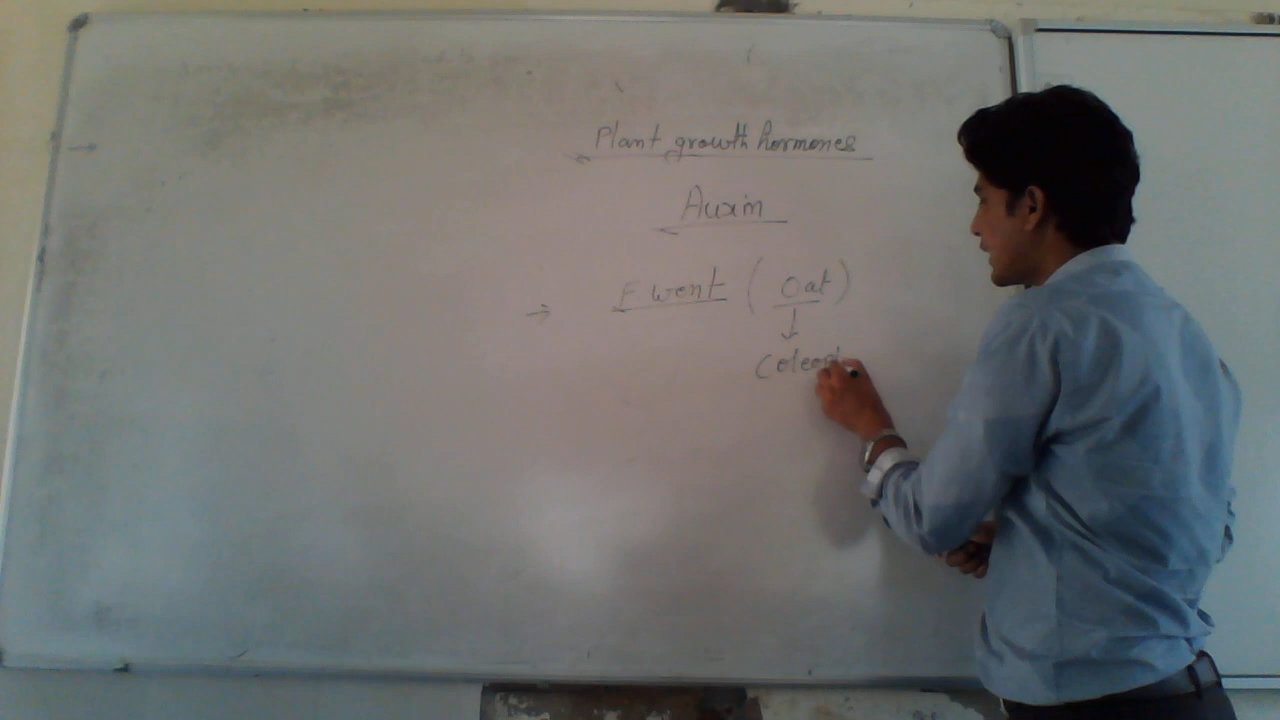 Plant growth hormones
Auxin
→ F went (Oat)
↓